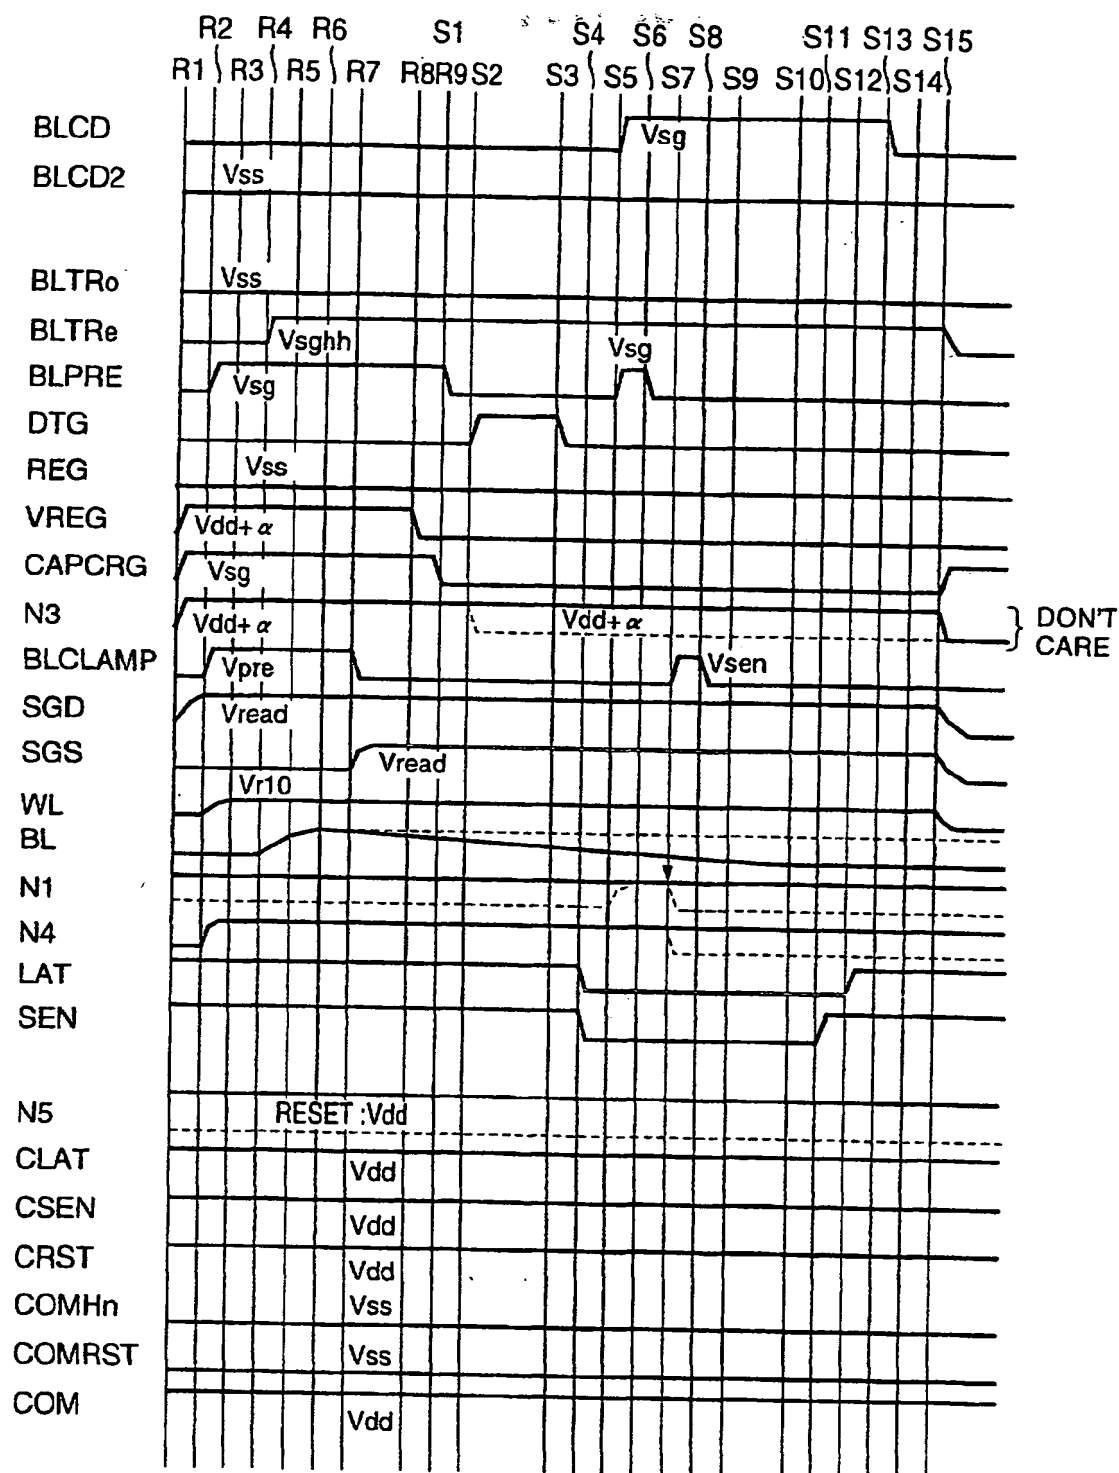 R2 R4 R6 S1 S4 S6 S8 S11 S13 S15
R1 R3 R5 R7 R8 R9 S2 S3 S5 S7 S9 S10 S12 S14
BLCD Vsg
BLCD2 Vss
BLTRo Vss
BLTRe Vsghh
BLPRE Vsg Vsg
DTG
REG Vss
VREG Vdd+α
CAPCRG Vsg
N3 Vdd+α Vdd+α DON'T CARE
BLCLAMP Vpre Vsen
SGD Vread
SGS Vread
WL Vr10
BL
N1
N4
LAT
SEN
N5 RESET :Vdd
CLAT Vdd
CSEN Vdd
CRST Vdd
COMHn Vss
COMRST Vss
COM Vdd